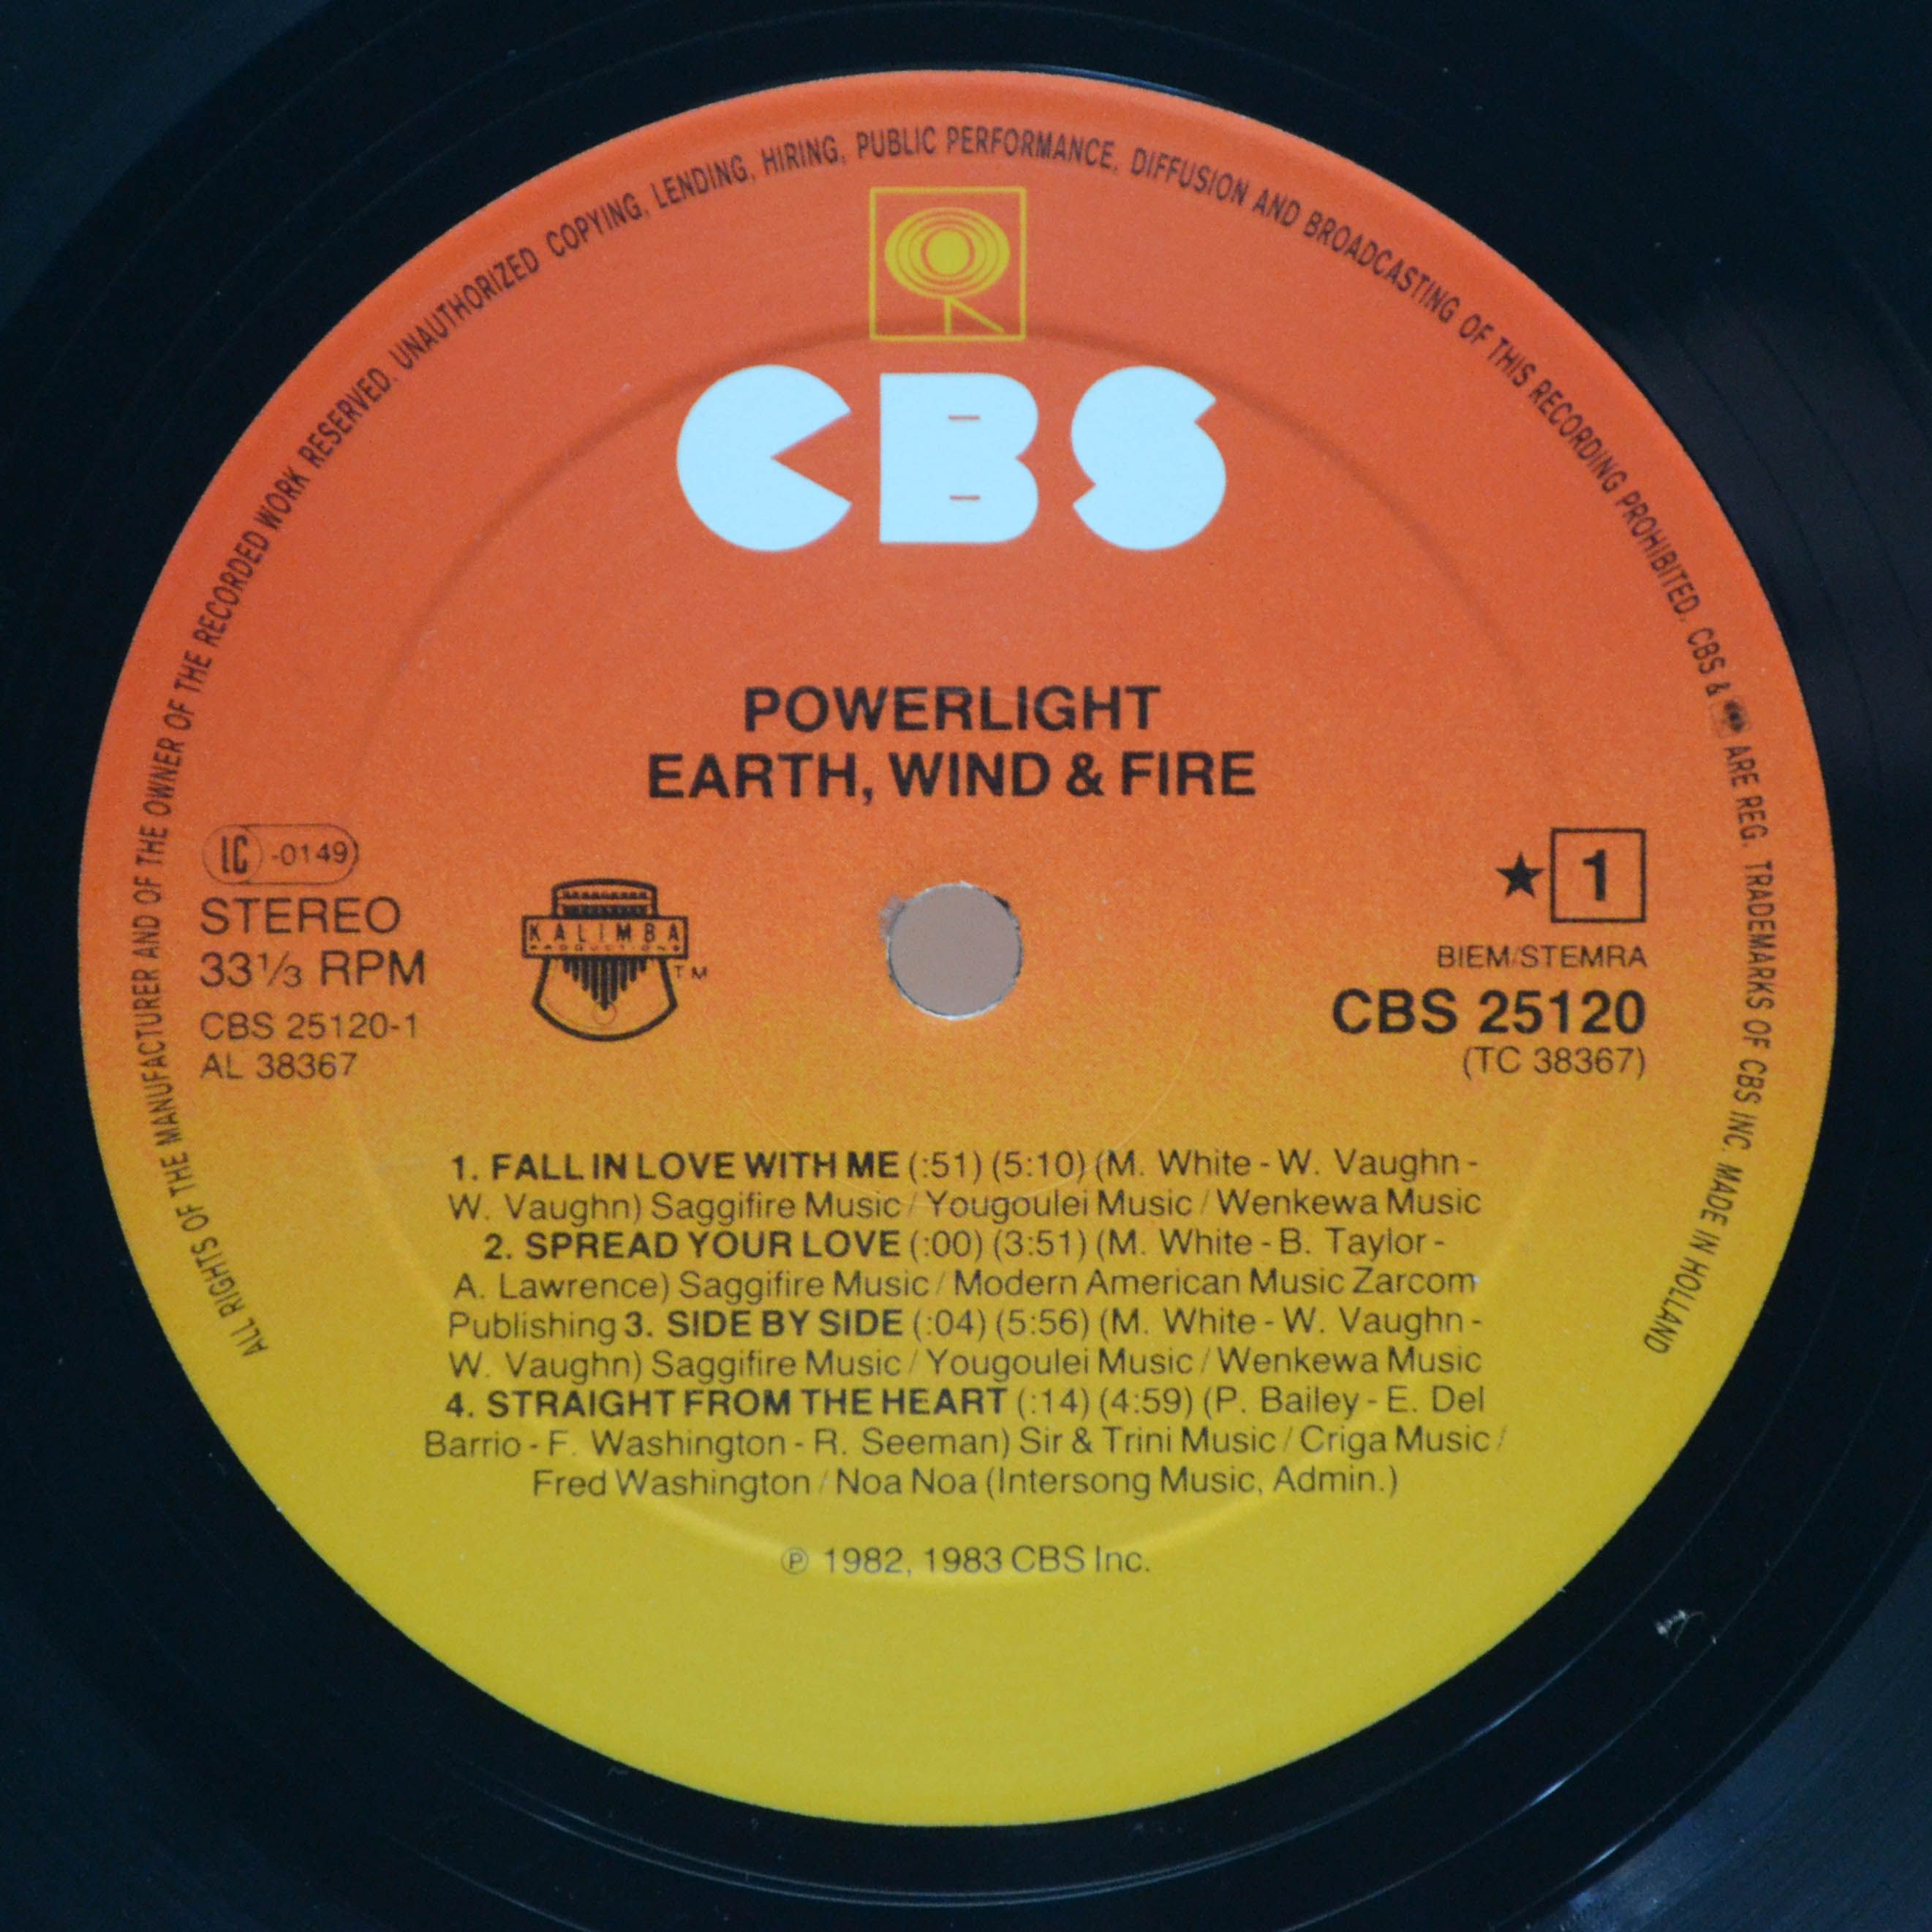 ALL RIGHTS OF THE MANUFACTURER AND OF THE OWNER OF THE RECORDED WORK RESERVED. UNAUTHORIZED COPYING, LENDING, HIRING, PUBLIC PERFORMANCE, DIFFUSION AND BROADCASTING OF THIS RECORDING PROHIBITED. CBS & ARE REG. TRADEMARKS OF CBS INC. MADE IN HOLLAND
CBS
POWERLIGHT
EARTH, WIND & FIRE
LC -0149
STEREO
33⅓ RPM
CBS 25120-1
AL 38367
KALIMBA
PRODUCTIONS
TM
★ 1
BIEM/STEMRA
CBS 25120
(TC 38367)
1. FALL IN LOVE WITH ME (:51) (5:10) (M. White - W. Vaughn -
W. Vaughn) Saggifire Music / Yougoulei Music / Wenkewa Music
2. SPREAD YOUR LOVE (:00) (3:51) (M. White - B. Taylor -
A. Lawrence) Saggifire Music / Modern American Music Zarcom
Publishing 3. SIDE BY SIDE (:04) (5:56) (M. White - W. Vaughn -
W. Vaughn) Saggifire Music / Yougoulei Music / Wenkewa Music
4. STRAIGHT FROM THE HEART (:14) (4:59) (P. Bailey - E. Del
Barrio - F. Washington - R. Seeman) Sir & Trini Music / Criga Music /
Fred Washington / Noa Noa (Intersong Music, Admin.)
℗ 1982, 1983 CBS Inc.